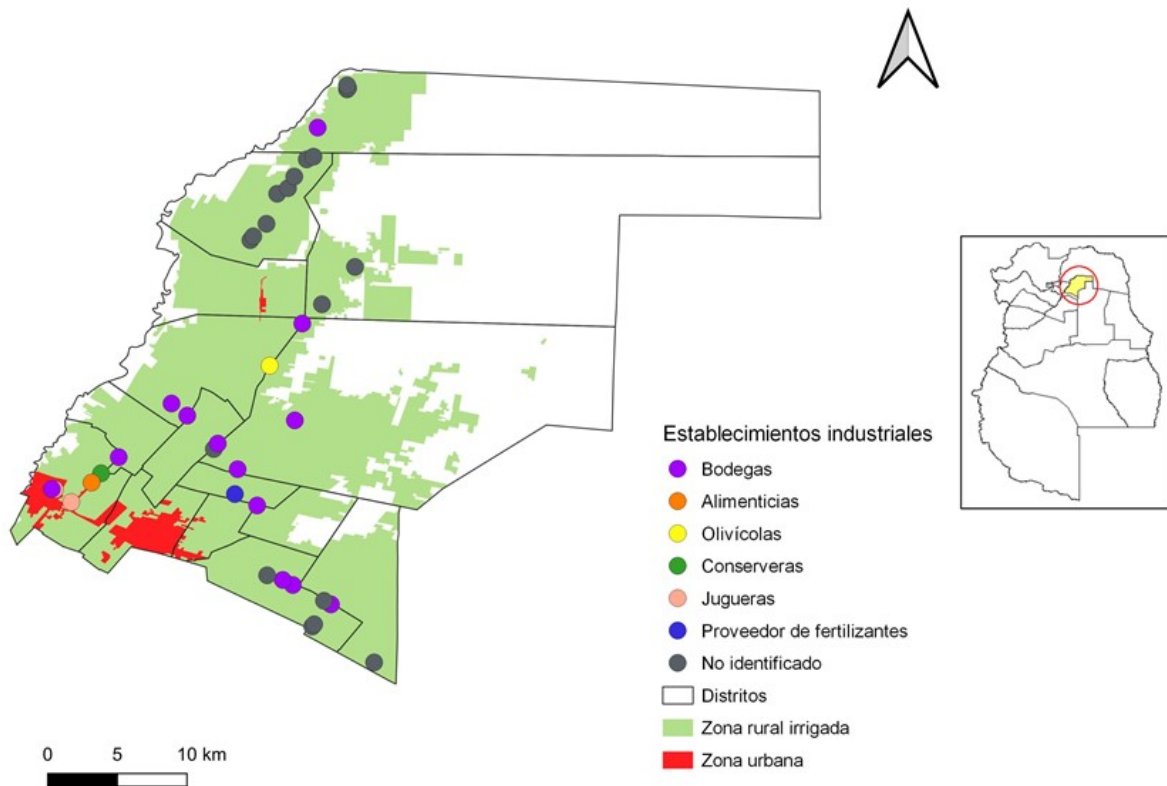 Establecimientos industriales
Bodegas
Alimenticias
Olivícolas
Conserveras
Jugueras
Proveedor de fertilizantes
No identificado
Distritos
Zona rural irrigada
Zona urbana
0 5 10 km